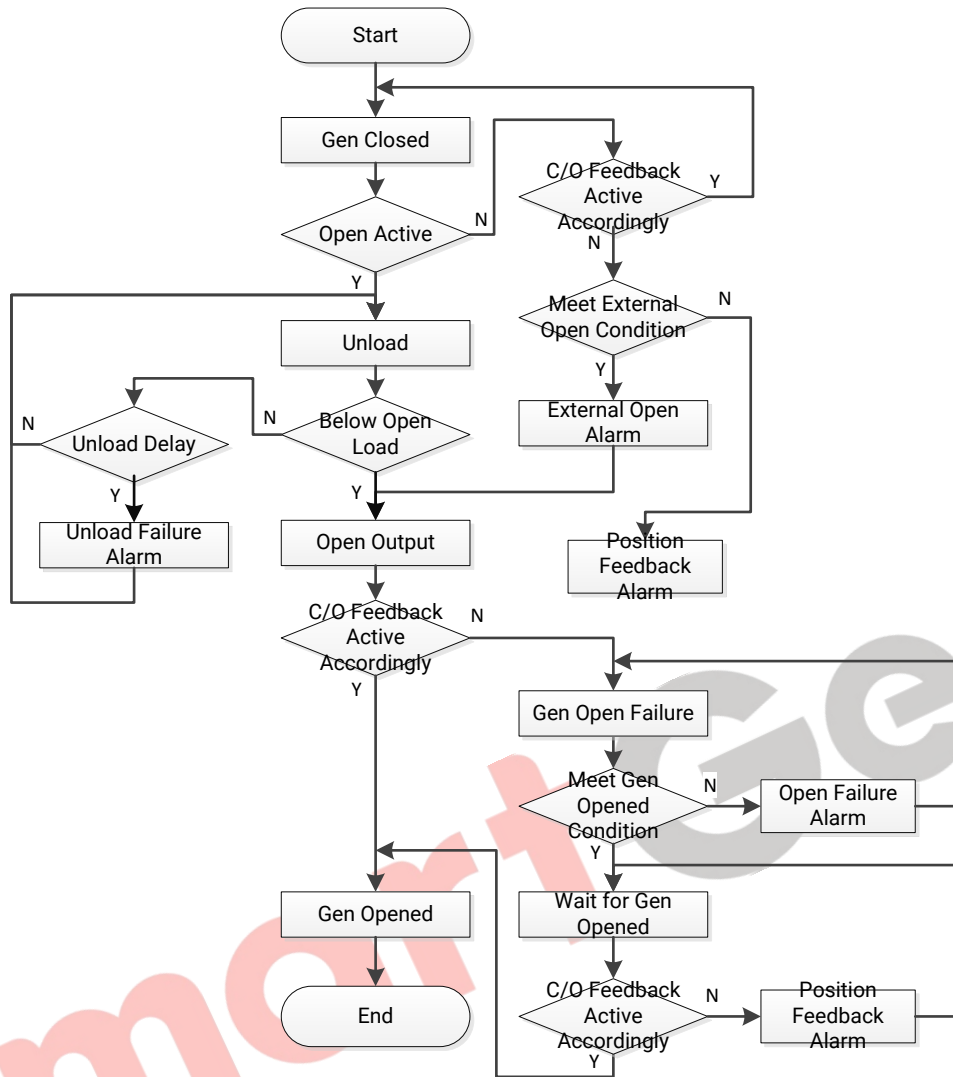 Start
Gen Closed
N
C/O Feedback
Active
Accordingly
Y
Open Active
N
Y
Meet External
Open Condition
N
Unload
Y
N
N
Below Open
Load
External Open
Alarm
Unload Delay
Y
Y
Unload Failure
Alarm
Open Output
Position
Feedback
Alarm
C/O Feedback
Active
Accordingly
N
Y
Gen Open Failure
Meet Gen
Opened
Condition
N
Open Failure
Alarm
Y
Gen Opened
Wait for Gen
Opened
End
C/O Feedback
Active
Accordingly
N
Position
Feedback
Alarm
Y
martGe